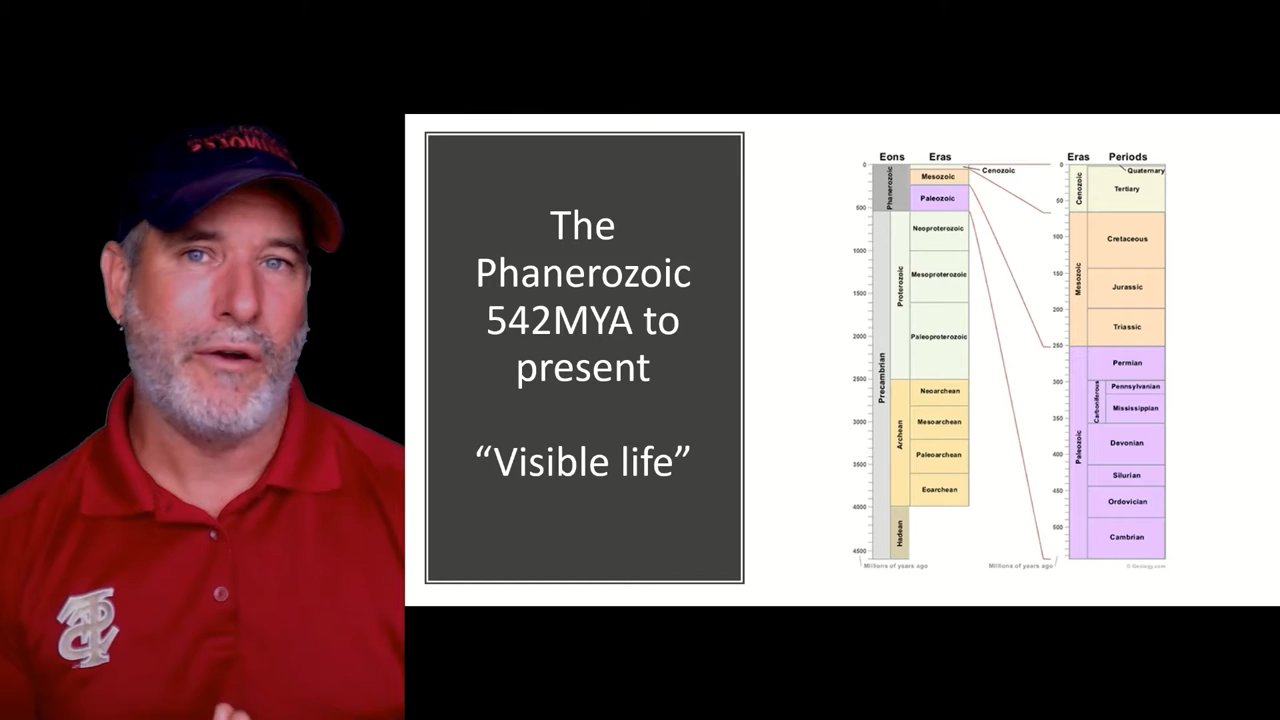 The
Phanerozoic
542MYA to
present
“Visible life”
Eons Eras
Phanerozoic
Cenozoic
Mesozoic
Paleozoic
Precambrian
Proterozoic
Neoproterozoic
Mesoproterozoic
Paleoproterozoic
Archean
Neoarchean
Mesoarchean
Paleoarchean
Eoarchean
Hadean
0
500
1000
1500
2000
2500
3000
3500
4000
4500
Millions of years ago
Eras Periods
Cenozoic
Quaternary
Tertiary
Mesozoic
Cretaceous
Jurassic
Triassic
Paleozoic
Permian
Carboniferous
Pennsylvanian
Mississippian
Devonian
Silurian
Ordovician
Cambrian
0
50
100
150
200
250
300
350
400
450
500
Millions of years ago
© Geology.com